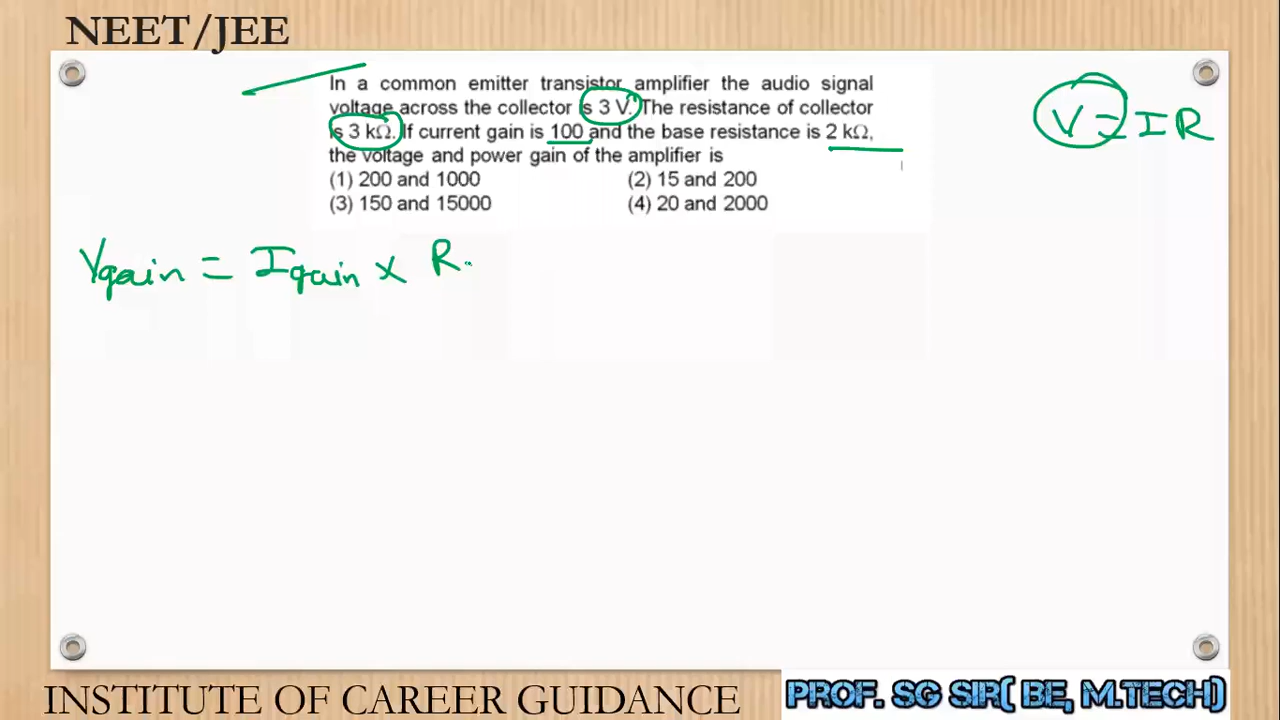 NEET/JEE
In a common emitter transistor amplifier the audio signal
voltage across the collector is 3 V. The resistance of collector
is 3 kΩ. If current gain is 100 and the base resistance is 2 kΩ,
the voltage and power gain of the amplifier is
(1) 200 and 1000 (2) 15 and 200
(3) 150 and 15000 (4) 20 and 2000
V = IR
Vgain = Igain × R
INSTITUTE OF CAREER GUIDANCE
PROF. SG SIR( BE, M.TECH)